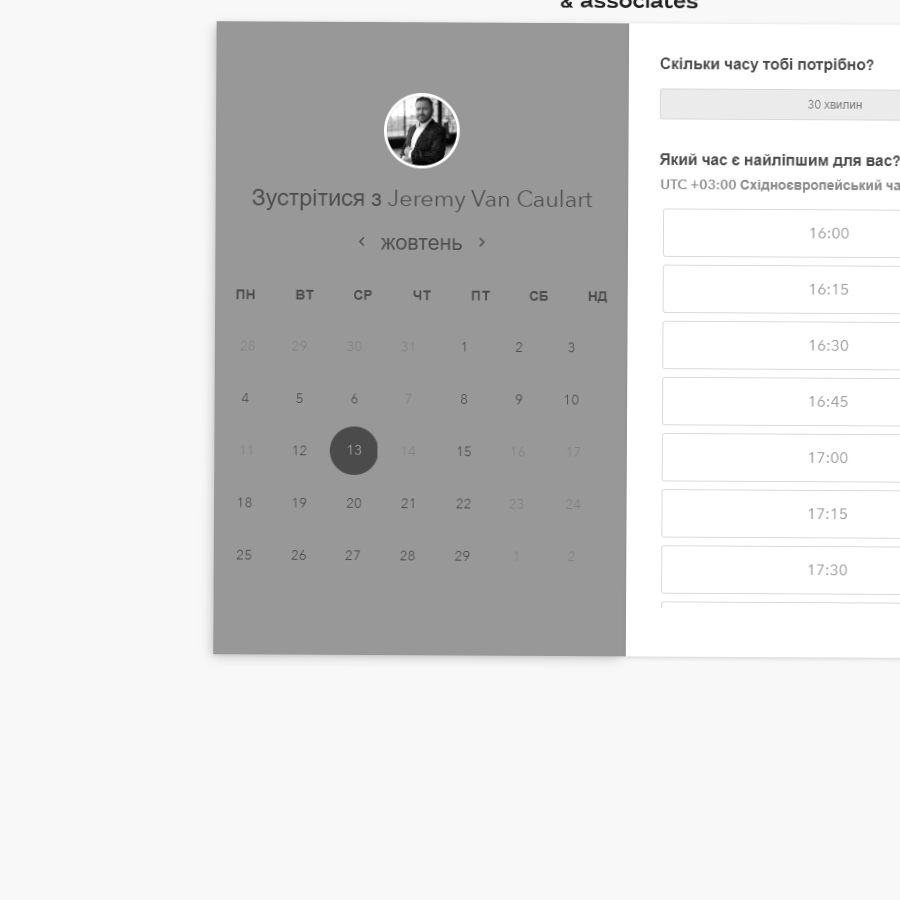 & associates
Зустрітися з Jeremy Van Caulart
жовтень
ПН ВТ СР ЧТ ПТ СБ НД
28 29 30 31 1 2 3
4 5 6 7 8 9 10
11 12 13 14 15 16 17
18 19 20 21 22 23 24
25 26 27 28 29 1 2
Скільки часу тобі потрібно?
30 хвилин
Який час є найліпшим для вас?
UTC +03:00 Східноєвропейський ча
16:00
16:15
16:30
16:45
17:00
17:15
17:30